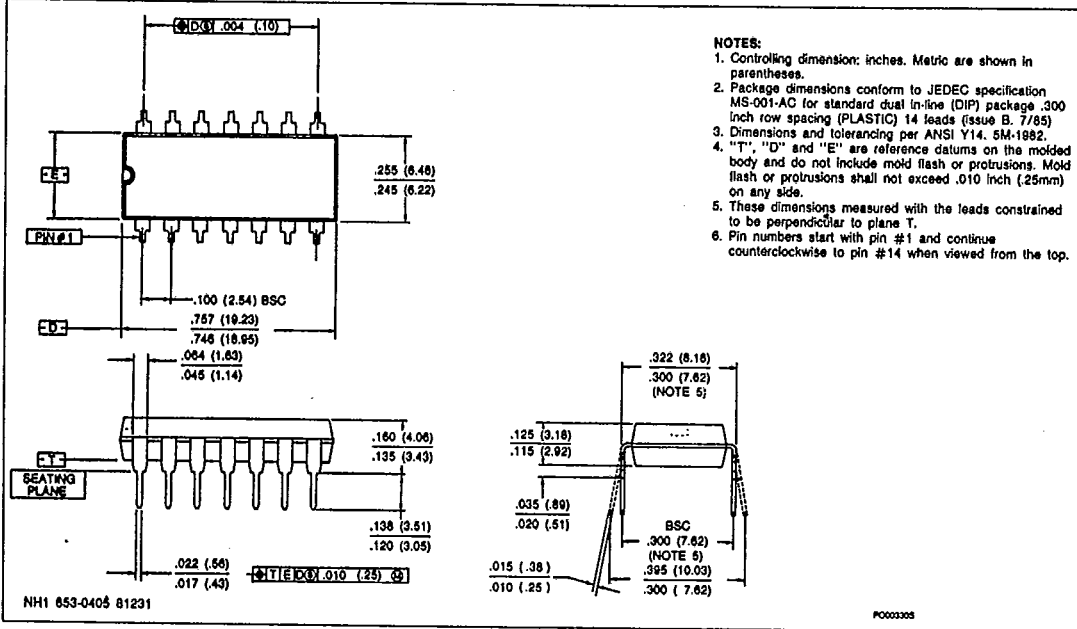 D S .004 (.10)
-E-
.255 (6.48)
.245 (6.22)
PIN #1
.100 (2.54) BSC
-D-
.757 (19.23)
.746 (18.95)
.064 (1.63)
.045 (1.14)
.160 (4.06)
.135 (3.43)
-T-
SEATING
PLANE
.138 (3.51)
.120 (3.05)
.022 (.56)
.017 (.43)
T E D S .010 (.25) M
NH1 653-0405 81231
NOTES:
1. Controlling dimension: inches. Metric are shown in
parentheses.
2. Package dimensions conform to JEDEC specification
MS-001-AC for standard dual in-line (DIP) package .300
inch row spacing (PLASTIC) 14 leads (issue B. 7/85)
3. Dimensions and tolerancing per ANSI Y14. 5M-1982.
4. "T", "D" and "E" are reference datums on the molded
body and do not include mold flash or protrusions. Mold
flash or protrusions shall not exceed .010 inch (.25mm)
on any side.
5. These dimensions measured with the leads constrained
to be perpendicular to plane T.
6. Pin numbers start with pin #1 and continue
counterclockwise to pin #14 when viewed from the top.
.322 (8.18)
.300 (7.62)
(NOTE 5)
.125 (3.18)
.115 (2.92)
.035 (.89)
.020 (.51)
BSC
.300 (7.62)
(NOTE 5)
.015 (.38)
.010 (.25)
.395 (10.03)
.300 ( 7.62)
PO00330S